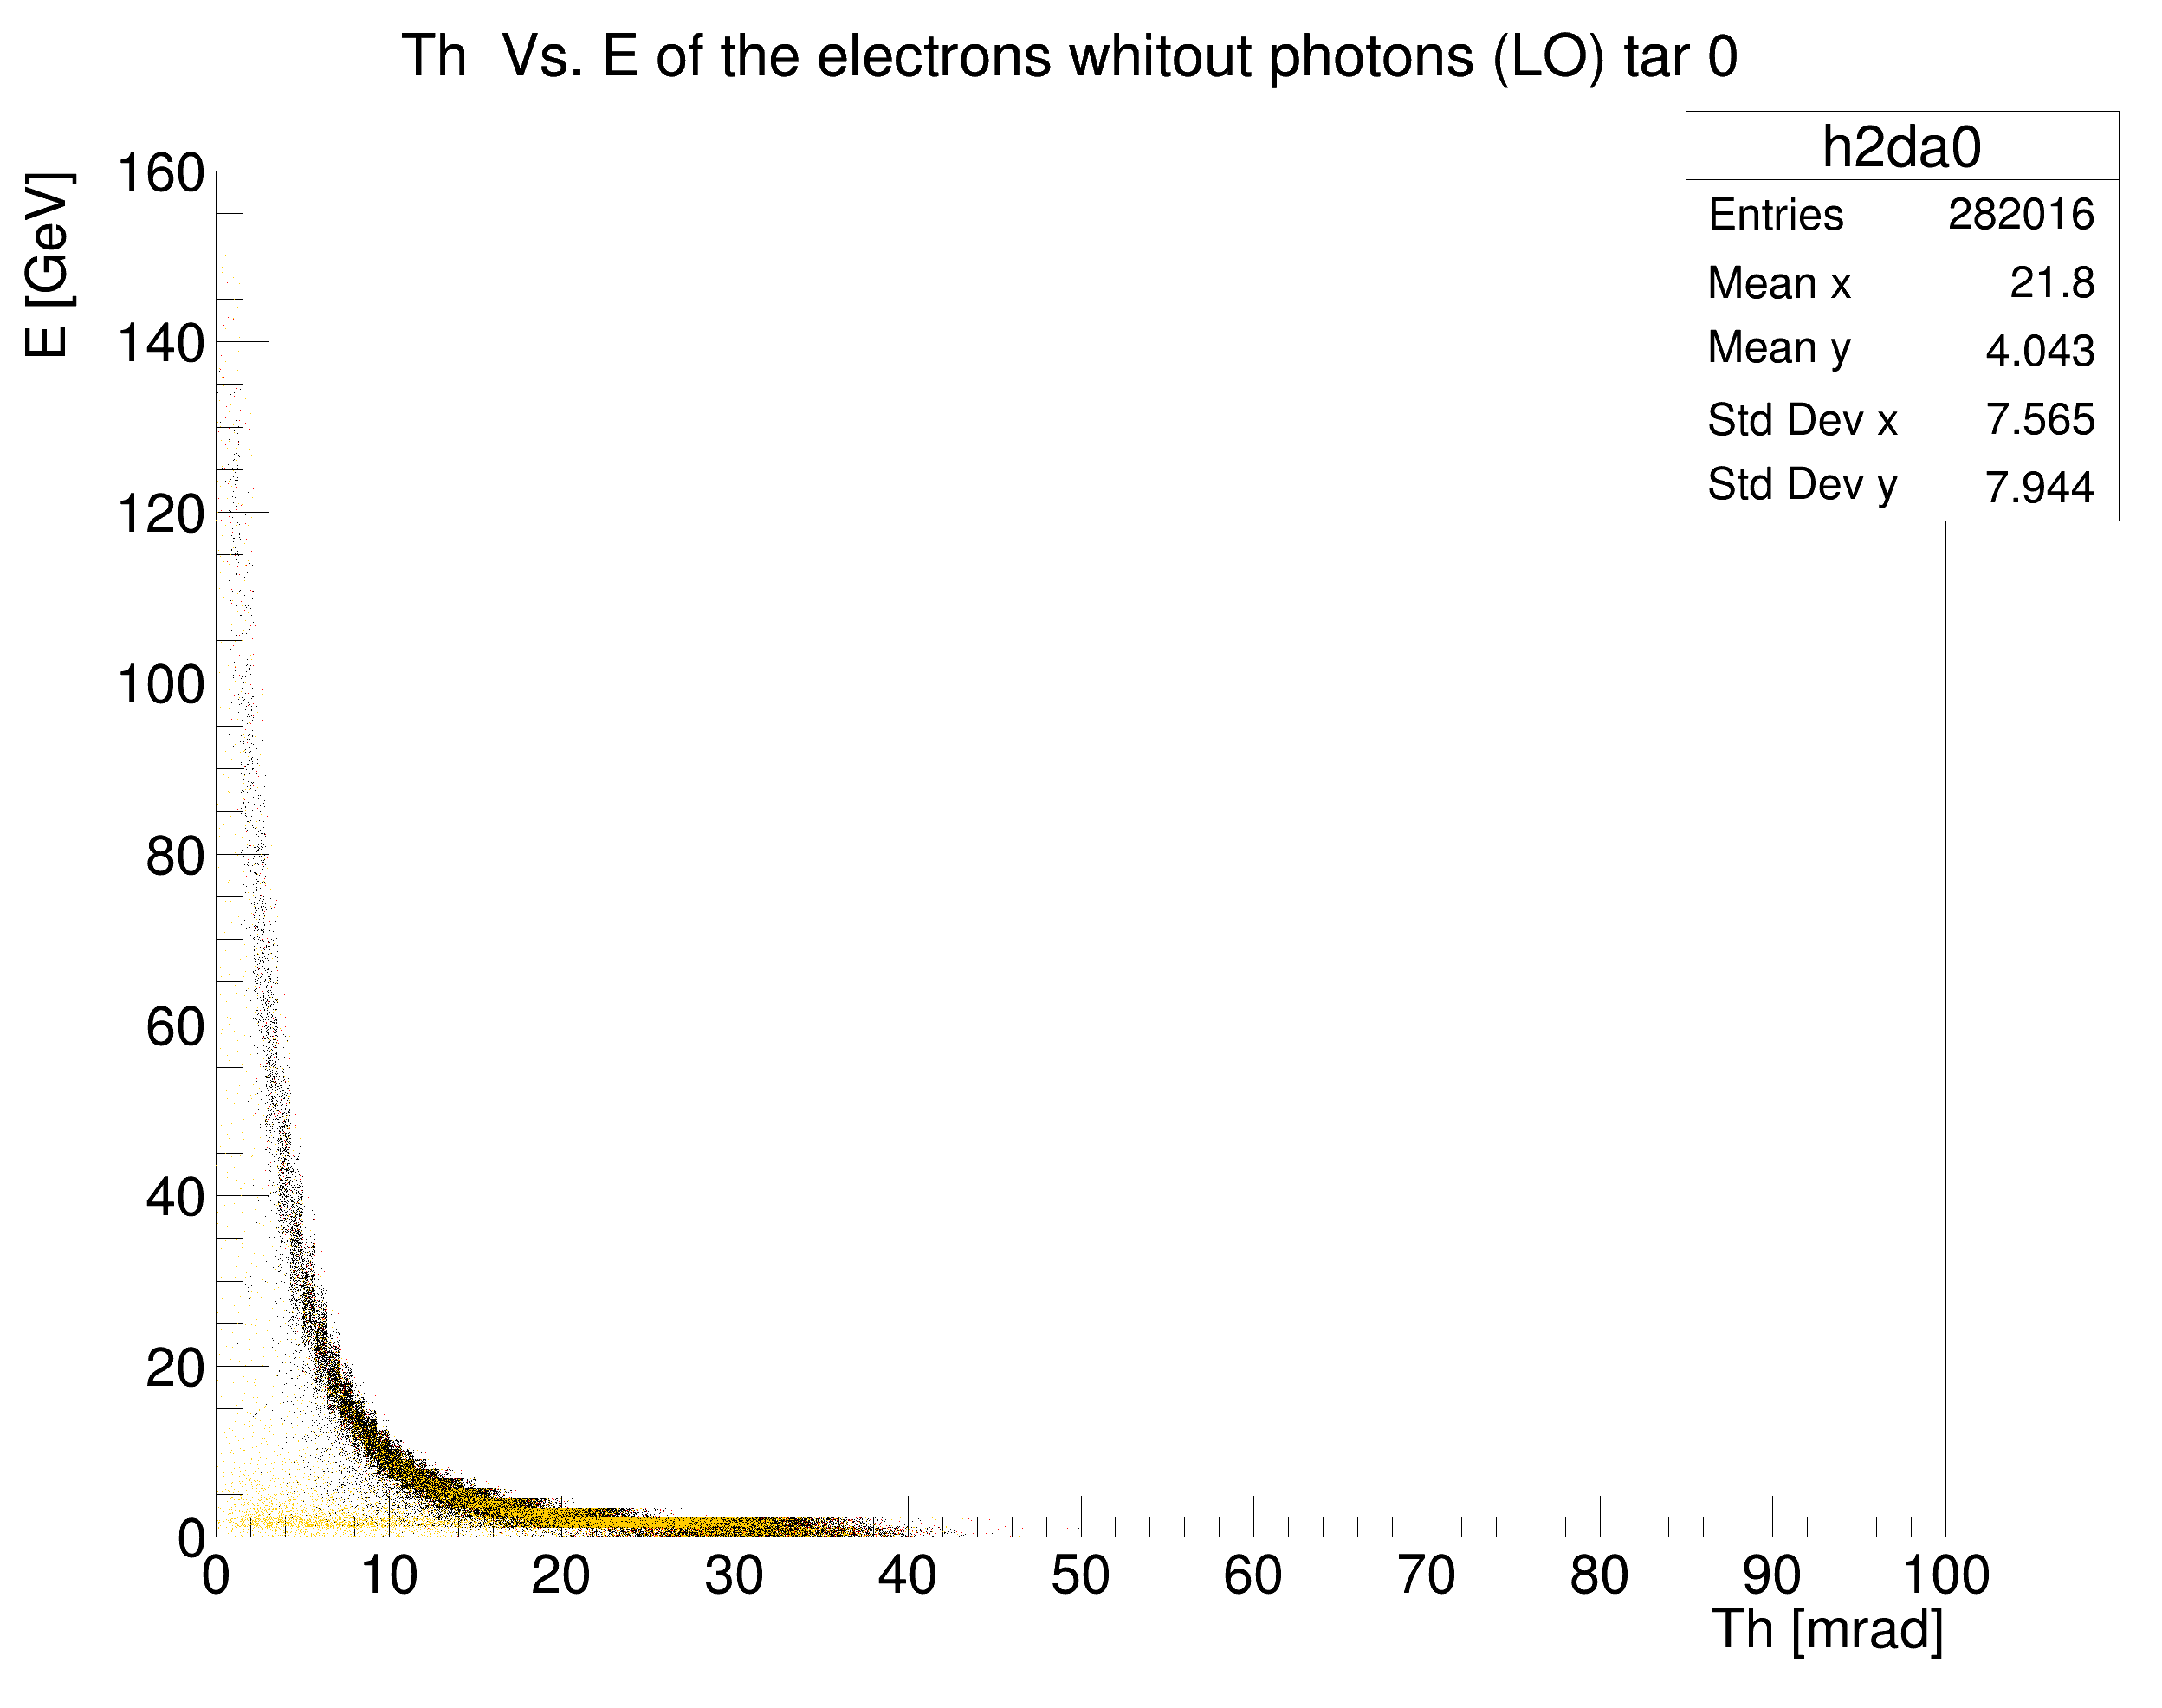 Th  Vs. E of the electrons whitout photons (LO) tar 0
h2da0
Entries 282016
Mean x 21.8
Mean y 4.043
Std Dev x 7.565
Std Dev y 7.944
E [GeV]
160
140
120
100
80
60
40
20
0
0 10 20 30 40 50 60 70 80 90 100
Th [mrad]